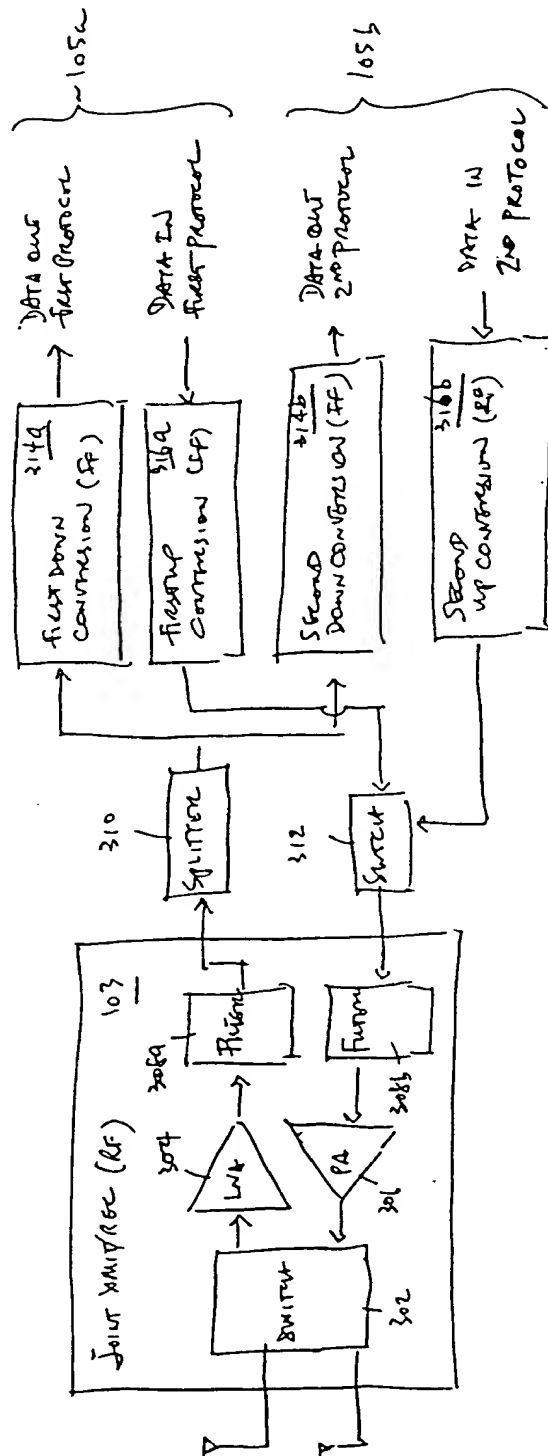 JOINT XMIT/REC (RF)
103
SWITCH
302
LNA
304
PA
306
FILTER
308a
FILTER
308b
SPLITTER
310
SWITCH
312
314a
FIRST DOWN
CONVERSION (IF)
316a
FIRST UP
CONVERSION (IF)
314b
SECOND
DOWN CONVERSION (IF)
316b
SECOND
UP CONVERSION
DATA OUT
FIRST PROTOCOL
DATA IN
FIRST PROTOCOL
DATA OUT
2ND PROTOCOL
DATA IN
2ND PROTOCOL
~105a
105b